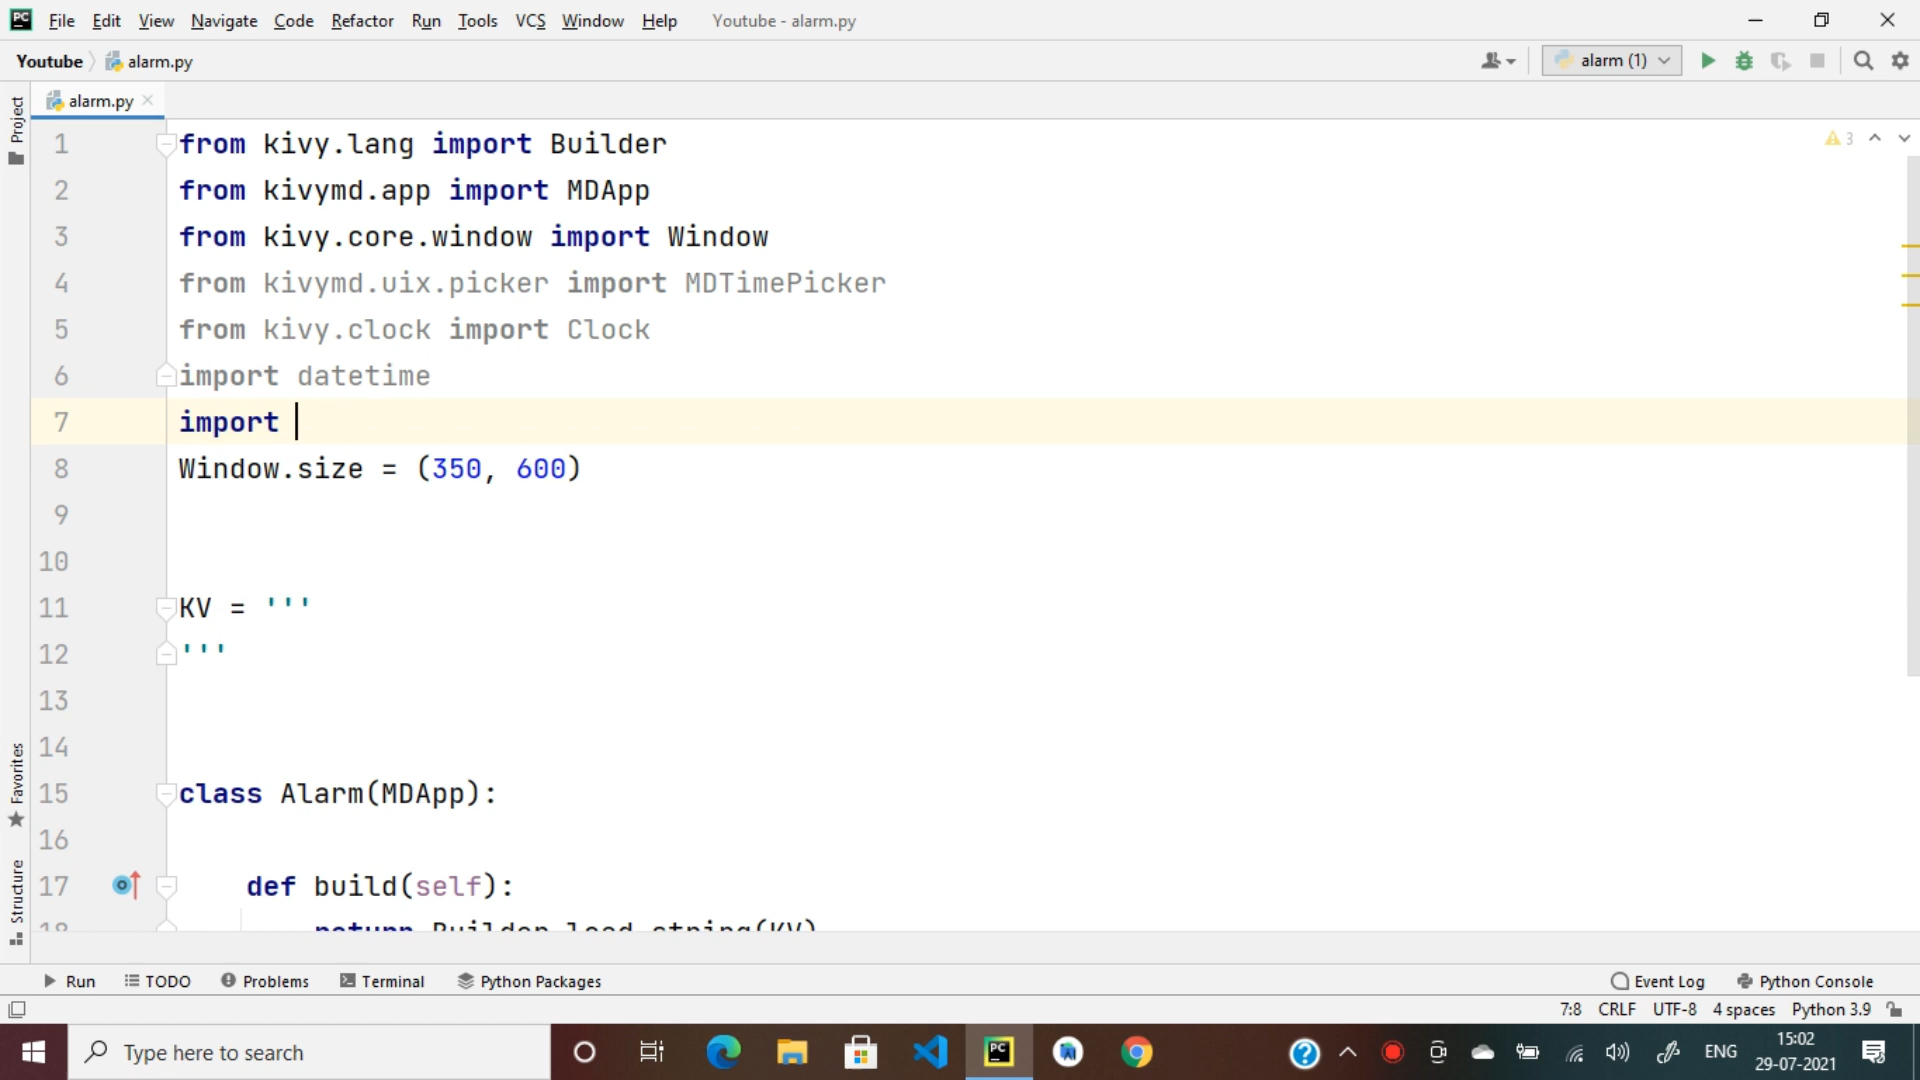 PC File Edit View Navigate Code Refactor Run Tools VCS Window Help Youtube - alarm.py
Youtube alarm.py alarm (1)
Project
alarm.py
1 from kivy.lang import Builder
3
2 from kivymd.app import MDApp
3 from kivy.core.window import Window
4 from kivymd.uix.picker import MDTimePicker
5 from kivy.clock import Clock
6 import datetime
7 import
8 Window.size = (350, 600)
9
10
11 KV = '''
12 '''
13
14
15 class Alarm(MDApp):
16
17 def build(self):
18 return Builder.load_string(KV)
Favorites
Structure
Run TODO Problems Terminal Python Packages Event Log Python Console
7:8 CRLF UTF-8 4 spaces Python 3.9
Type here to search PC ENG 15:02
29-07-2021